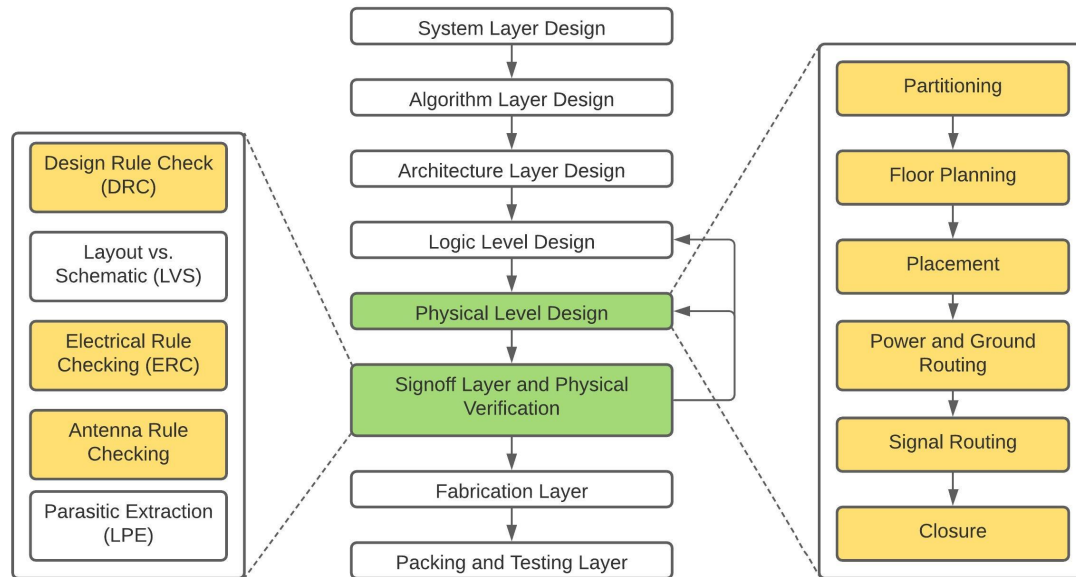 System Layer Design
Algorithm Layer Design
Architecture Layer Design
Logic Level Design
Physical Level Design
Signoff Layer and Physical
Verification
Fabrication Layer
Packing and Testing Layer
Design Rule Check
(DRC)
Layout vs.
Schematic (LVS)
Electrical Rule
Checking (ERC)
Antenna Rule
Checking
Parasitic Extraction
(LPE)
Partitioning
Floor Planning
Placement
Power and Ground
Routing
Signal Routing
Closure